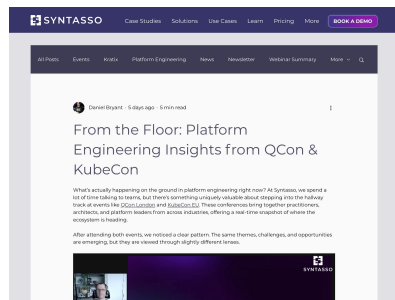 SYNTASSO
Case Studies Solutions Use Cases Learn Pricing More BOOK A DEMO
All Posts Events Kratix Platform Engineering News Newsletter Webinar Summary More
Daniel Bryant · 5 days ago · 5 min read
From the Floor: Platform
Engineering Insights from QCon &
KubeCon
What's actually happening on the ground in platform engineering right now? At Syntasso, we spend a
lot of time talking to teams, but there's something uniquely valuable about stepping into the hallway
track at events like QCon London and KubeCon EU. These conferences bring together practitioners,
architects, and platform leaders from across industries, offering a real-time snapshot of where the
ecosystem is heading.
After attending both events, we noticed a clear pattern. The same themes, challenges, and opportunities
are emerging, but they are viewed through slightly different lenses.
SYNTASSO